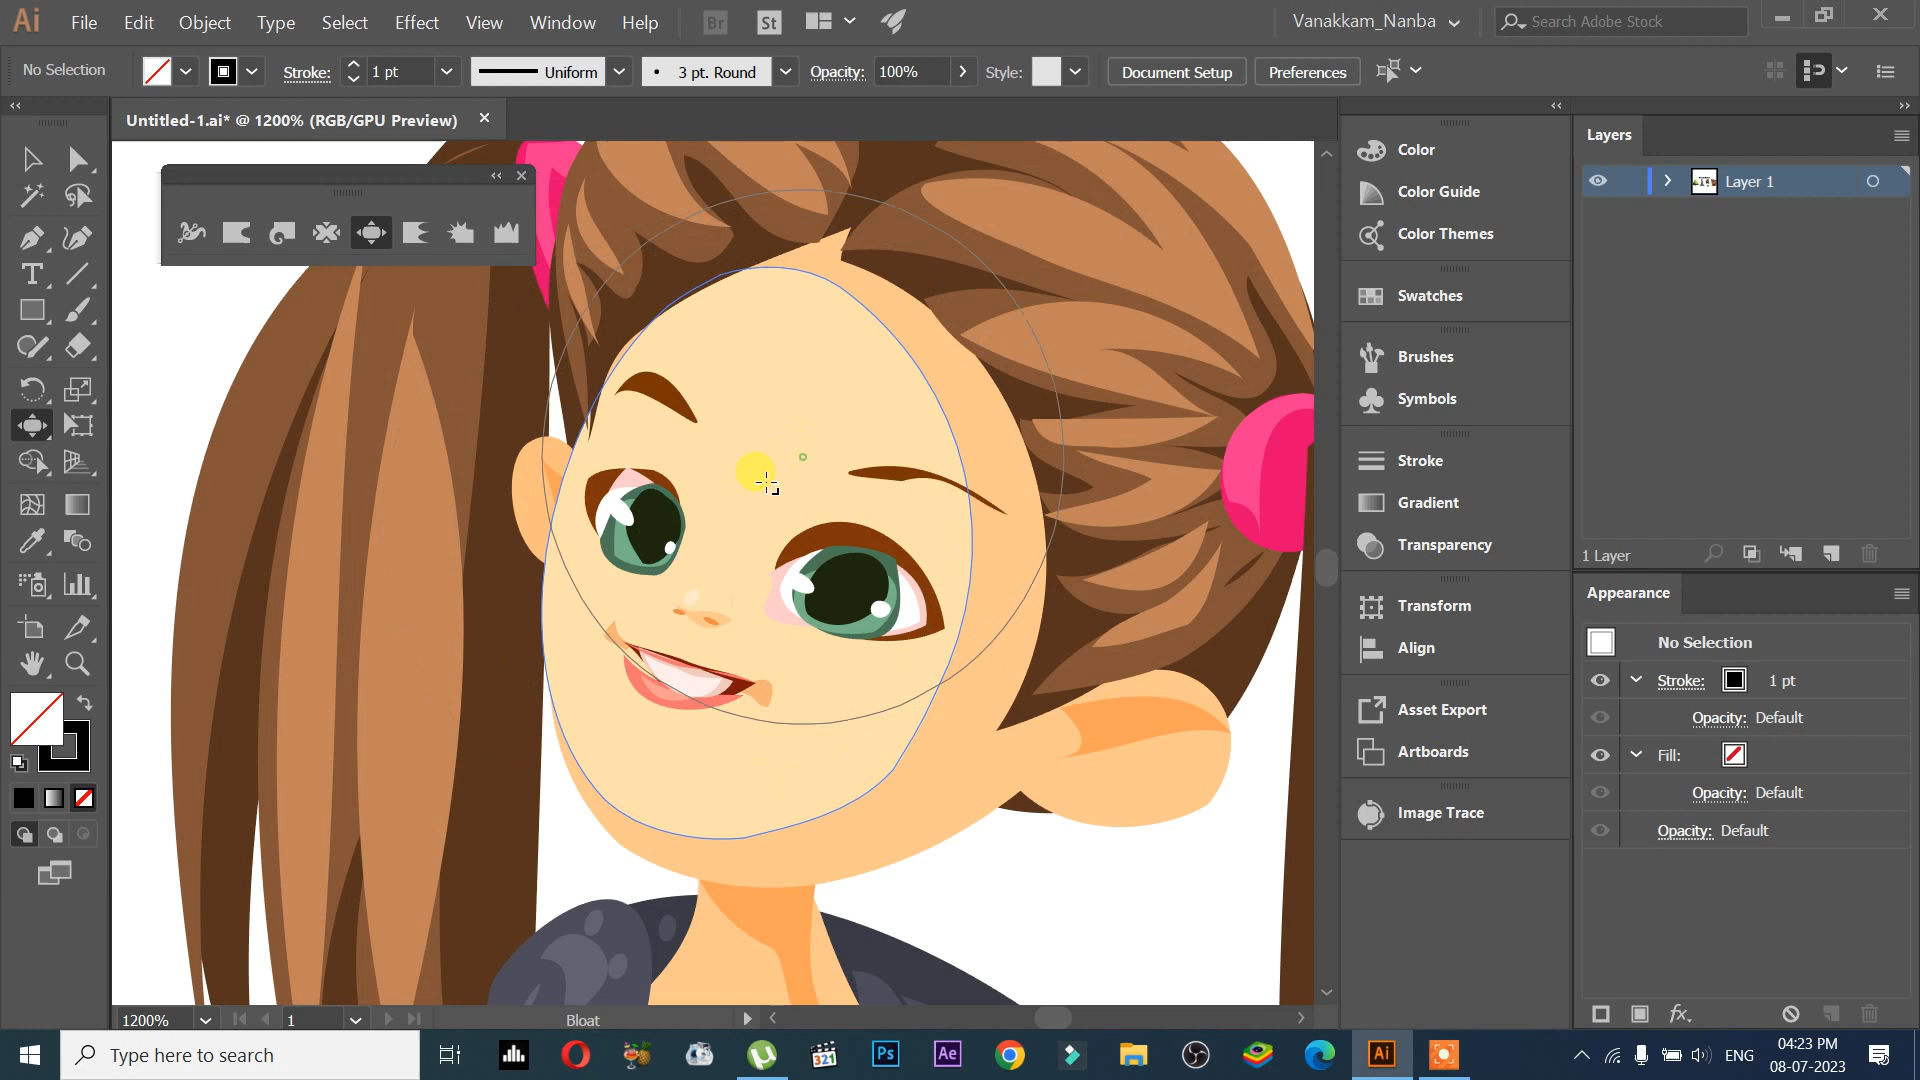 Ai File Edit Object Type Select Effect View Window Help Br St Vanakkam_Nanba Search Adobe Stock
No Selection Stroke: 1 pt Uniform 3 pt. Round Opacity: 100% Style: Document Setup Preferences
Untitled-1.ai* @ 1200% (RGB/GPU Preview)
Color
Color Guide
Color Themes
Swatches
Brushes
Symbols
Stroke
Gradient
Transparency
Transform
Align
Asset Export
Artboards
Image Trace
Layers
Layer 1
1 Layer
Appearance
No Selection
Stroke: 1 pt
Opacity: Default
Fill:
Opacity: Default
Opacity: Default
fx
1200% 1 Bloat
Type here to search 321 Ps Ae Ai ENG
04:23 PM
08-07-2023